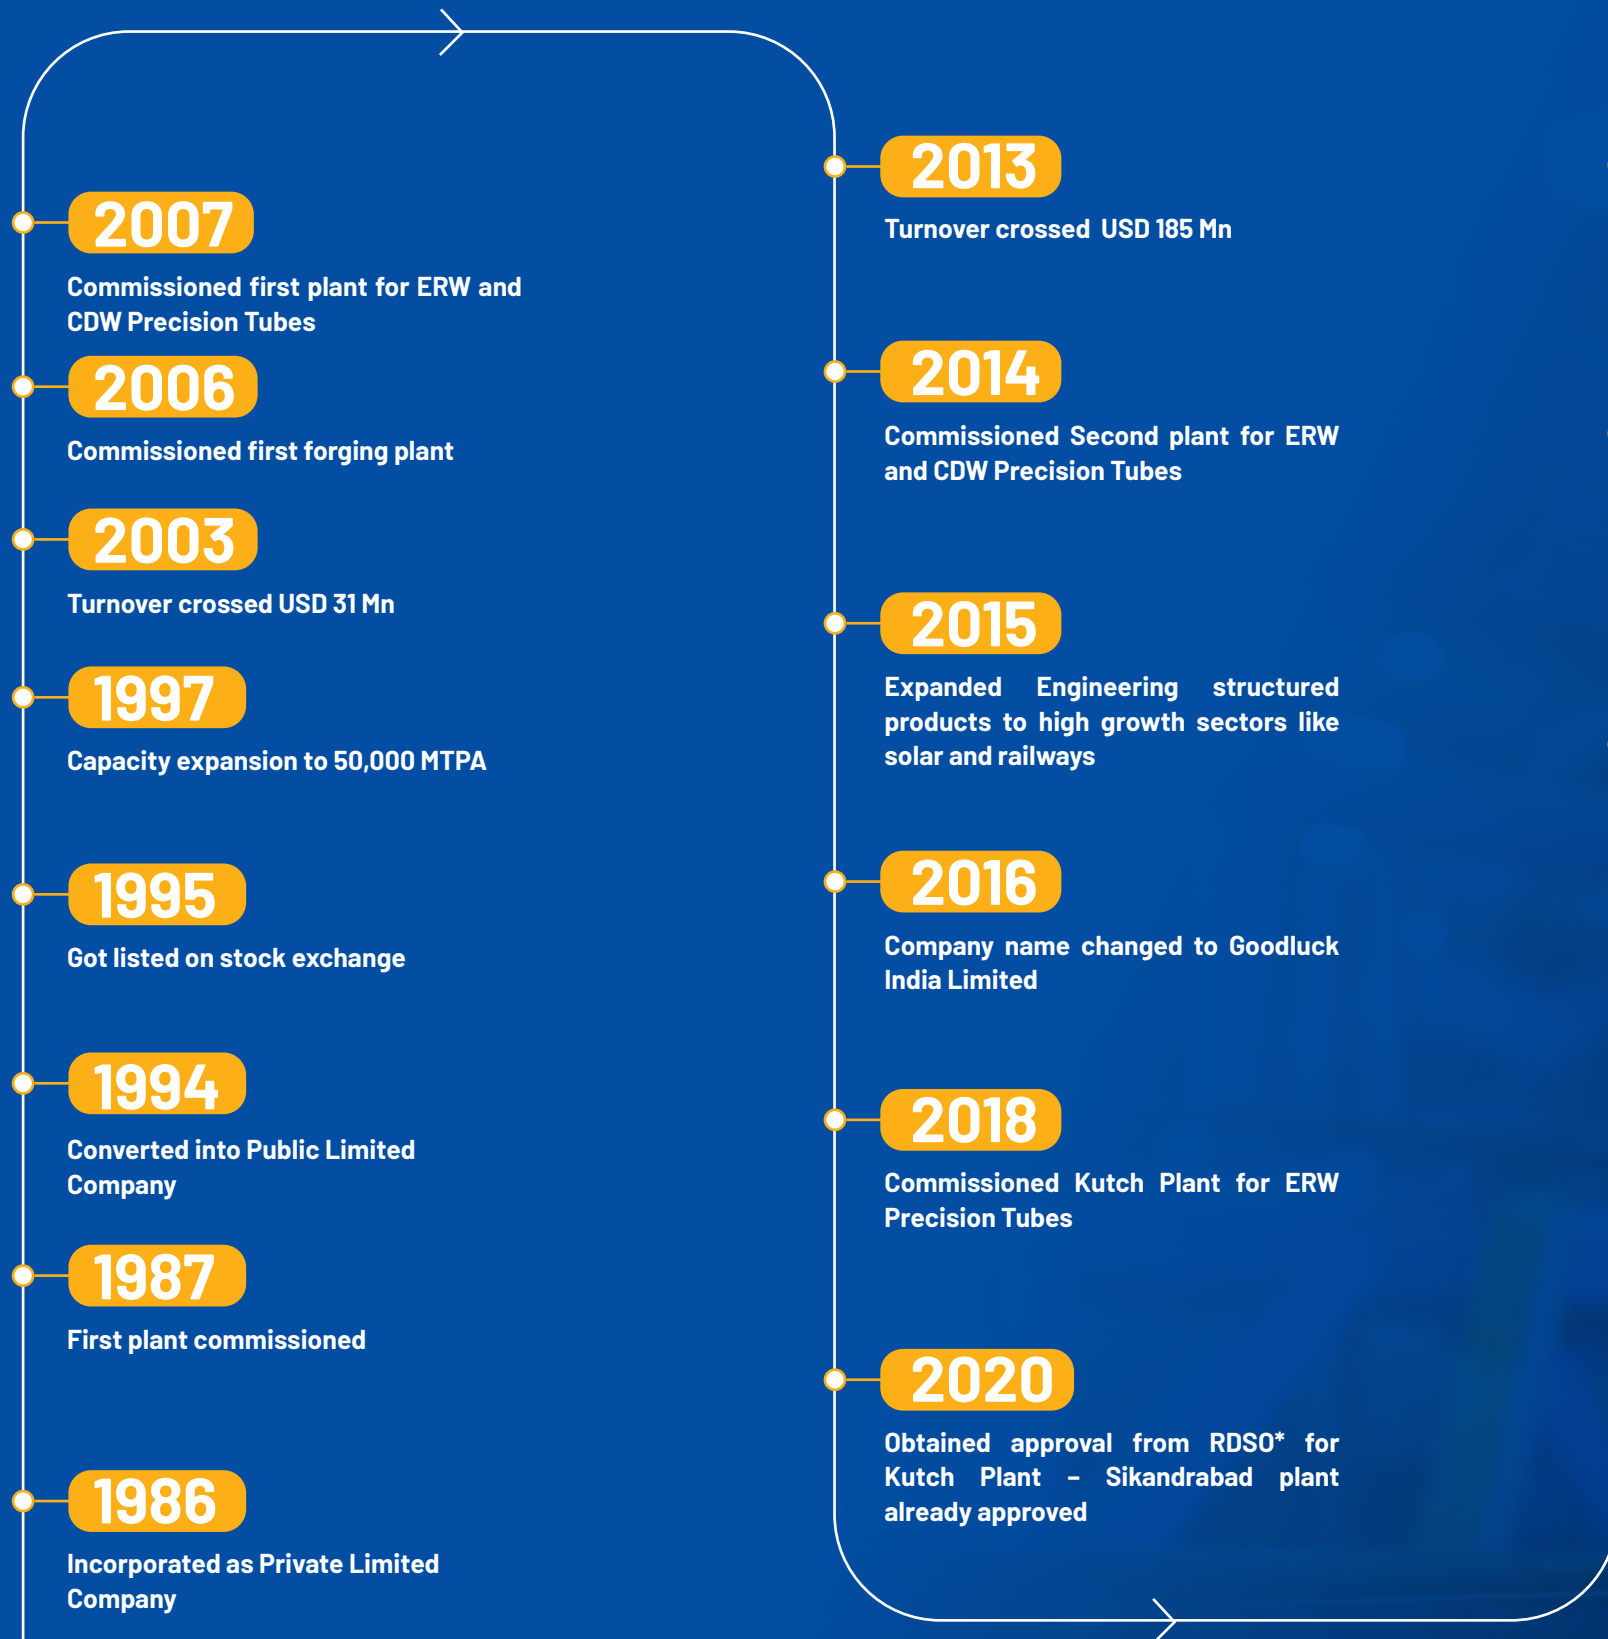 2007
Commissioned first plant for ERW and
CDW Precision Tubes
2006
Commissioned first forging plant
2003
Turnover crossed USD 31 Mn
1997
Capacity expansion to 50,000 MTPA
1995
Got listed on stock exchange
1994
Converted into Public Limited
Company
1987
First plant commissioned
1986
Incorporated as Private Limited
Company
2013
Turnover crossed USD 185 Mn
2014
Commissioned Second plant for ERW
and CDW Precision Tubes
2015
Expanded Engineering structured
products to high growth sectors like
solar and railways
2016
Company name changed to Goodluck
India Limited
2018
Commissioned Kutch Plant for ERW
Precision Tubes
2020
Obtained approval from RDSO* for
Kutch Plant – Sikandrabad plant
already approved